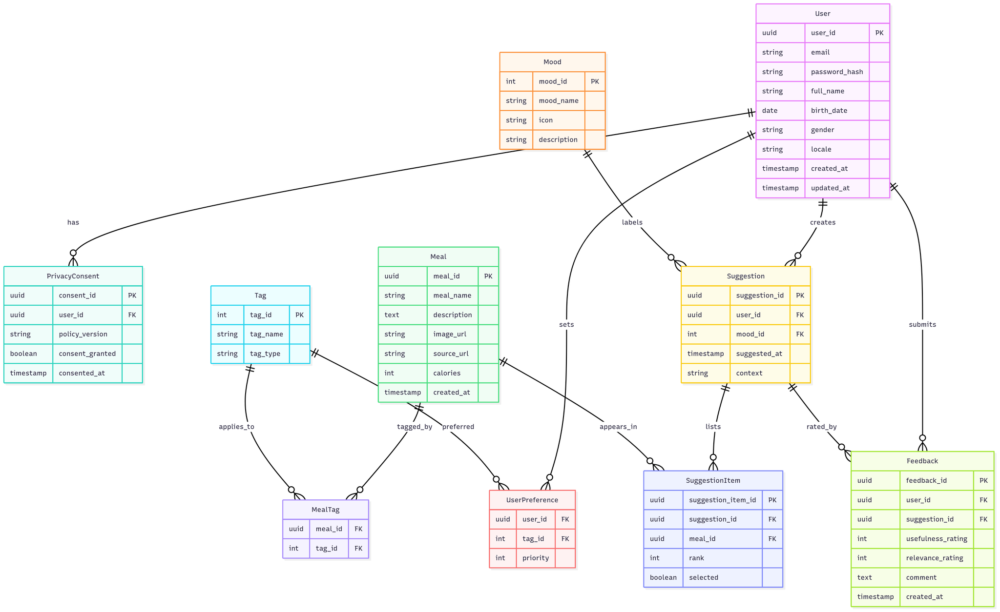 User
uuid user_id PK
string email
string password_hash
string full_name
date birth_date
string gender
string locale
timestamp created_at
timestamp updated_at
Mood
int mood_id PK
string mood_name
string icon
string description
has
labels
creates
PrivacyConsent
uuid consent_id PK
uuid user_id FK
string policy_version
boolean consent_granted
timestamp consented_at
Tag
int tag_id PK
string tag_name
string tag_type
Meal
uuid meal_id PK
string meal_name
text description
string image_url
string source_url
int calories
timestamp created_at
sets
Suggestion
uuid suggestion_id PK
uuid user_id FK
int mood_id FK
timestamp suggested_at
string context
submits
applies_to
tagged_by
preferred
appears_in
lists
rated_by
MealTag
uuid meal_id FK
int tag_id FK
UserPreference
uuid user_id FK
int tag_id FK
int priority
SuggestionItem
uuid suggestion_item_id PK
uuid suggestion_id FK
uuid meal_id FK
int rank
boolean selected
Feedback
uuid feedback_id PK
uuid user_id FK
uuid suggestion_id FK
int usefulness_rating
int relevance_rating
text comment
timestamp created_at